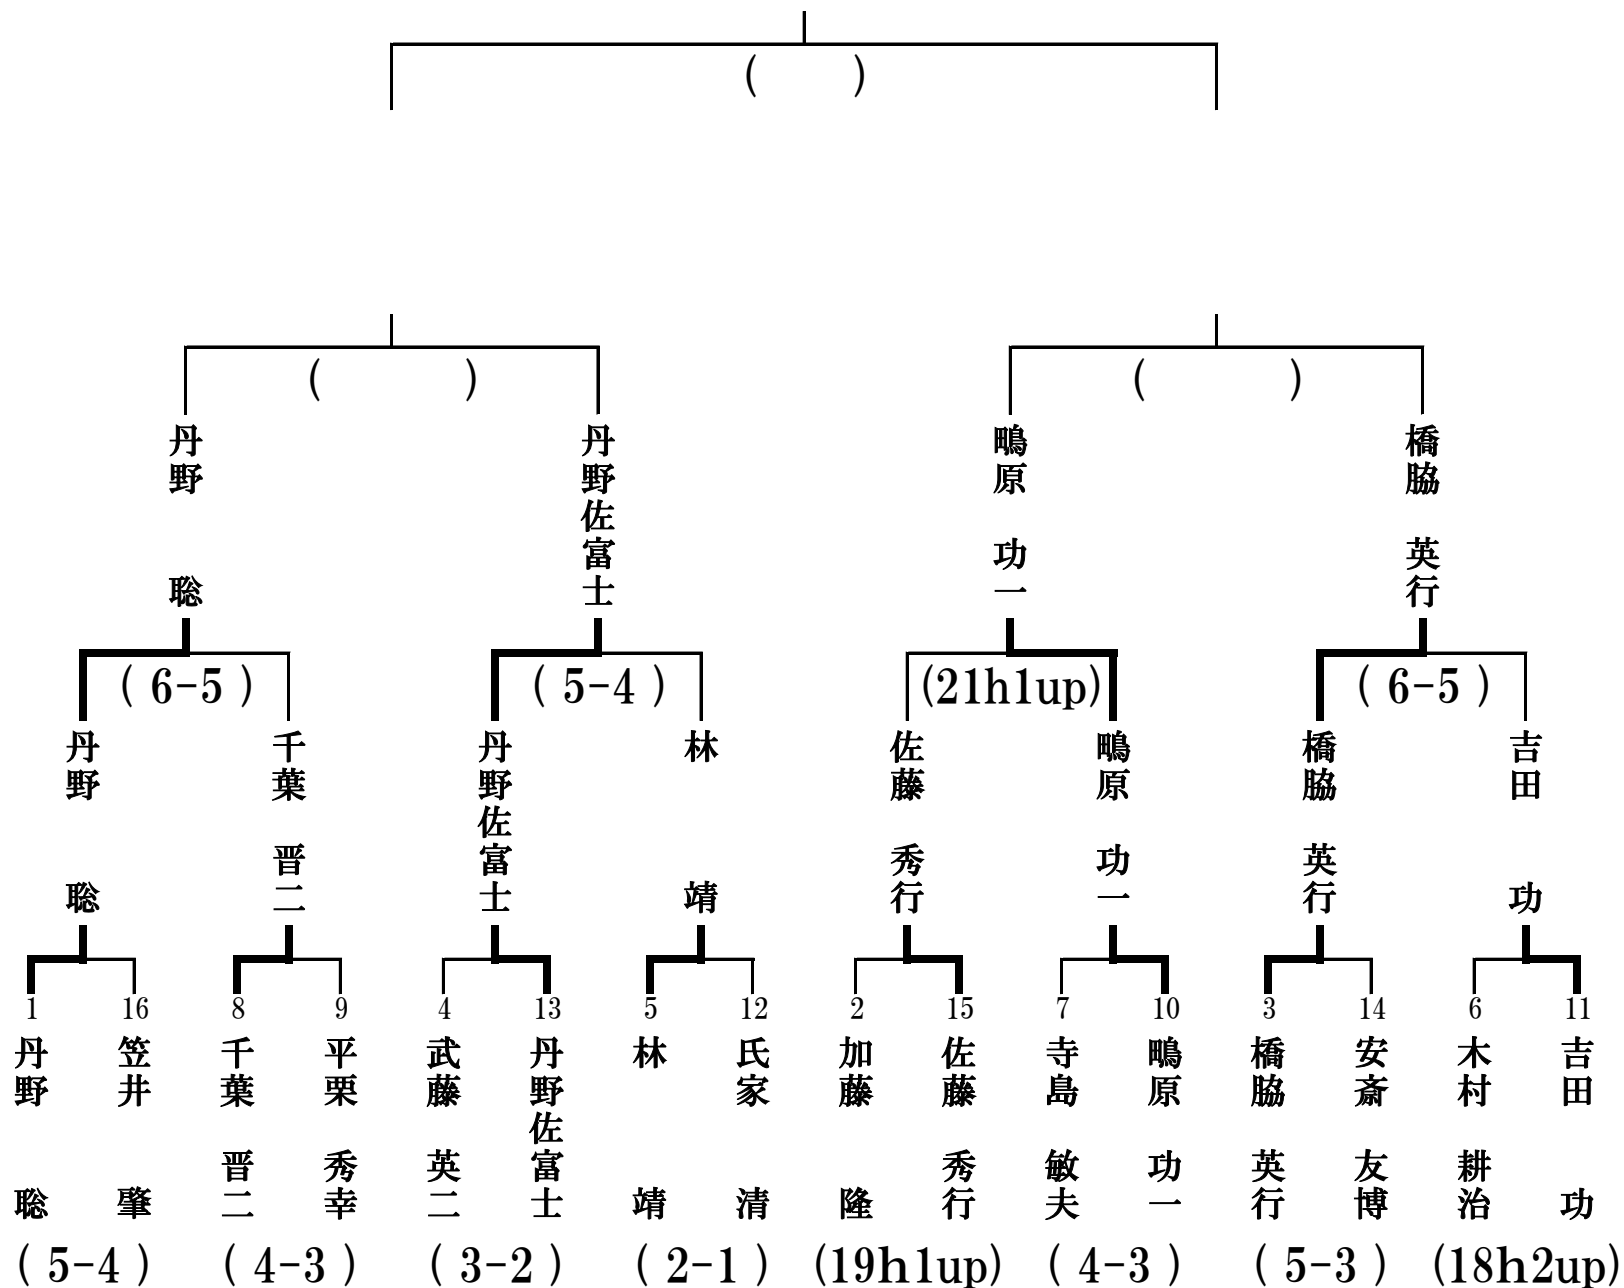 (　　)
(　　)
(　　)
丹野　聡
丹野佐富士
鴫原　功一
橋脇　英行
( 6-5 )
( 5-4 )
(21h1up)
( 6-5 )
丹野　聡
千葉　晋二
丹野佐富士
林　靖
佐藤　秀行
鴫原　功一
橋脇　英行
吉田　功
1
16
8
9
4
13
5
12
2
15
7
10
3
14
6
11
丹野　聡
笠井　肇
千葉　晋二
平栗　秀幸
武藤　英二
丹野佐富士
林　靖
氏家　清
加藤　隆
佐藤　秀行
寺島　敏夫
鴫原　功一
橋脇　英行
安斎　友博
木村　耕治
吉田　功
( 5-4 )
( 4-3 )
( 3-2 )
( 2-1 )
(19h1up)
( 4-3 )
( 5-3 )
(18h2up)